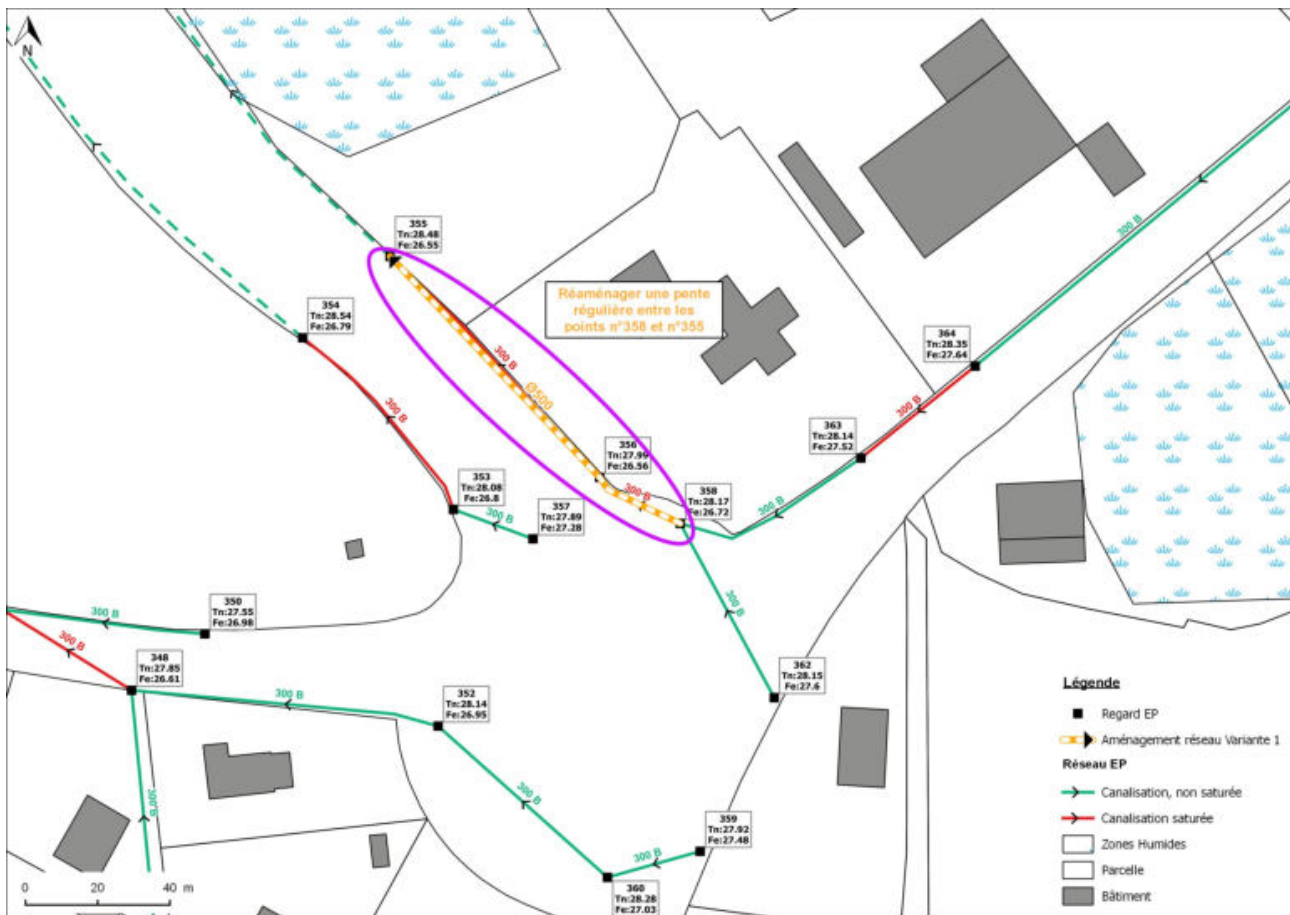 N
355
Tn:28.48
Fe:26.55
354
Tn:28.54
Fe:26.79
Réaménager une pente
régulière entre les
points n°358 et n°355
300 B
Ø500
300 B
364
Tn:28.35
Fe:27.64
300 B
300 B
363
Tn:28.14
Fe:27.52
356
Tn:27.99
Fe:26.56
300 B
358
Tn:28.17
Fe:26.72
300 B
353
Tn:28.08
Fe:26.8
300 B
357
Tn:27.89
Fe:27.28
300 B
350
Tn:27.55
Fe:26.98
300 B
300 B
348
Tn:27.85
Fe:26.61
300 B
352
Tn:28.14
Fe:26.95
362
Tn:28.15
Fe:27.6
300 B
300 B
359
Tn:27.92
Fe:27.48
300 B
360
Tn:28.28
Fe:27.03
Légende
Regard EP
Aménagement réseau Variante 1
Réseau EP
Canalisation, non saturée
Canalisation saturée
Zones Humides
Parcelle
Bâtiment
0 20 40 m